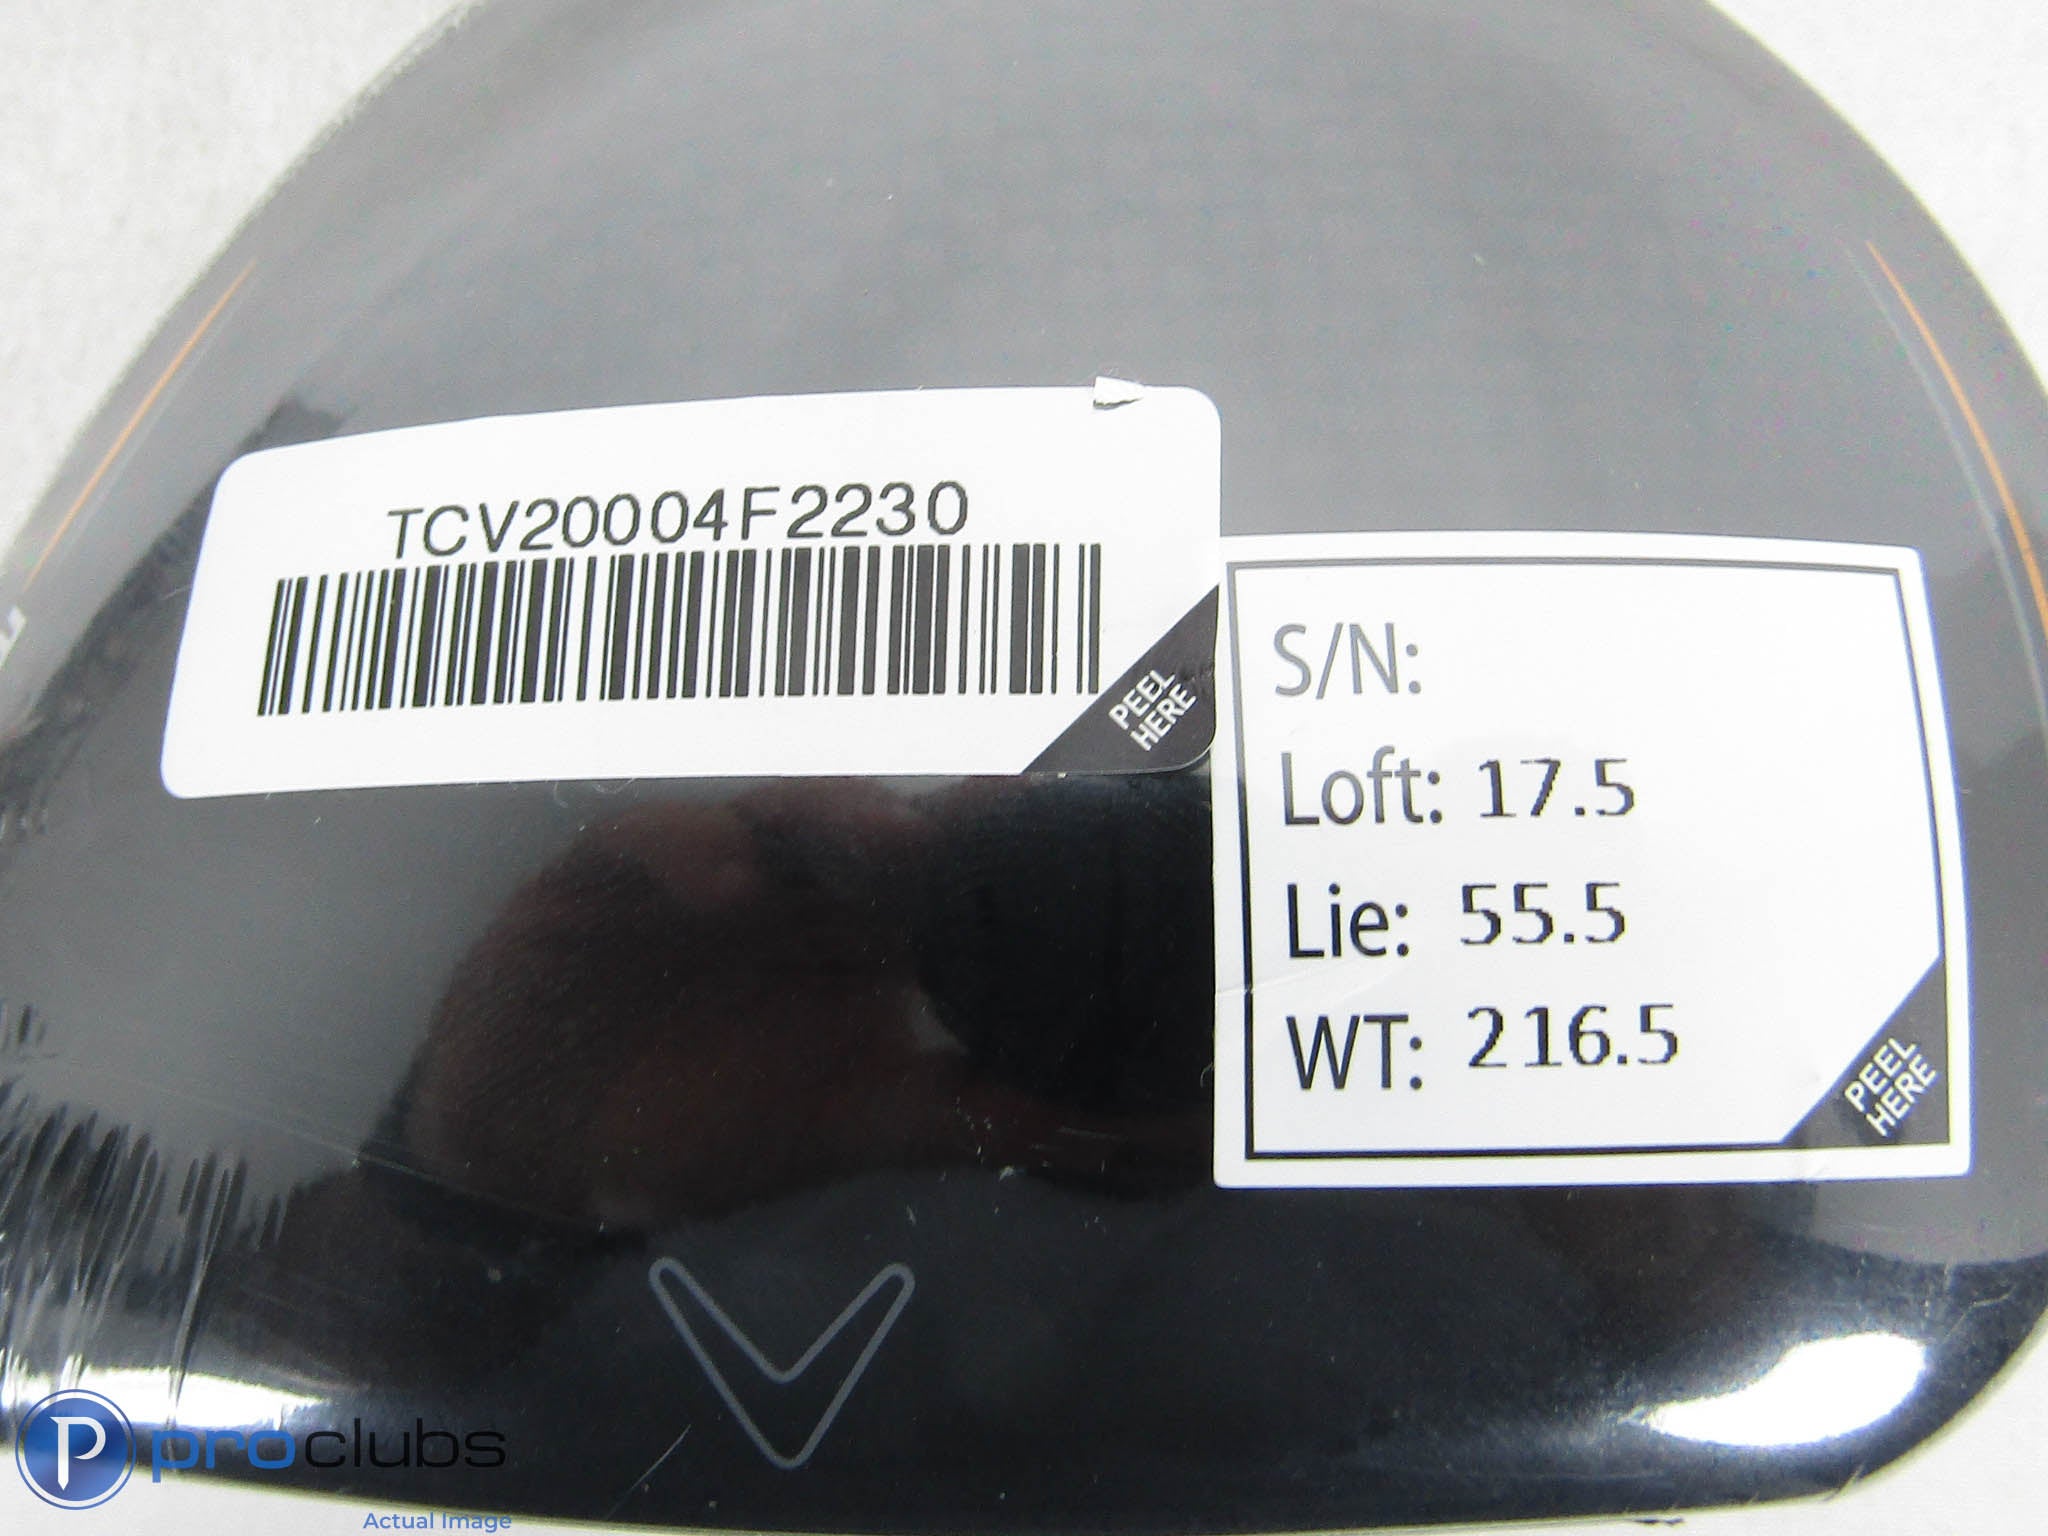 TCV20004F2230
PEEL
HERE
S/N:
Loft: 17.5
Lie: 55.5
WT: 216.5
PEEL
HERE
P proclubs
Actual Image